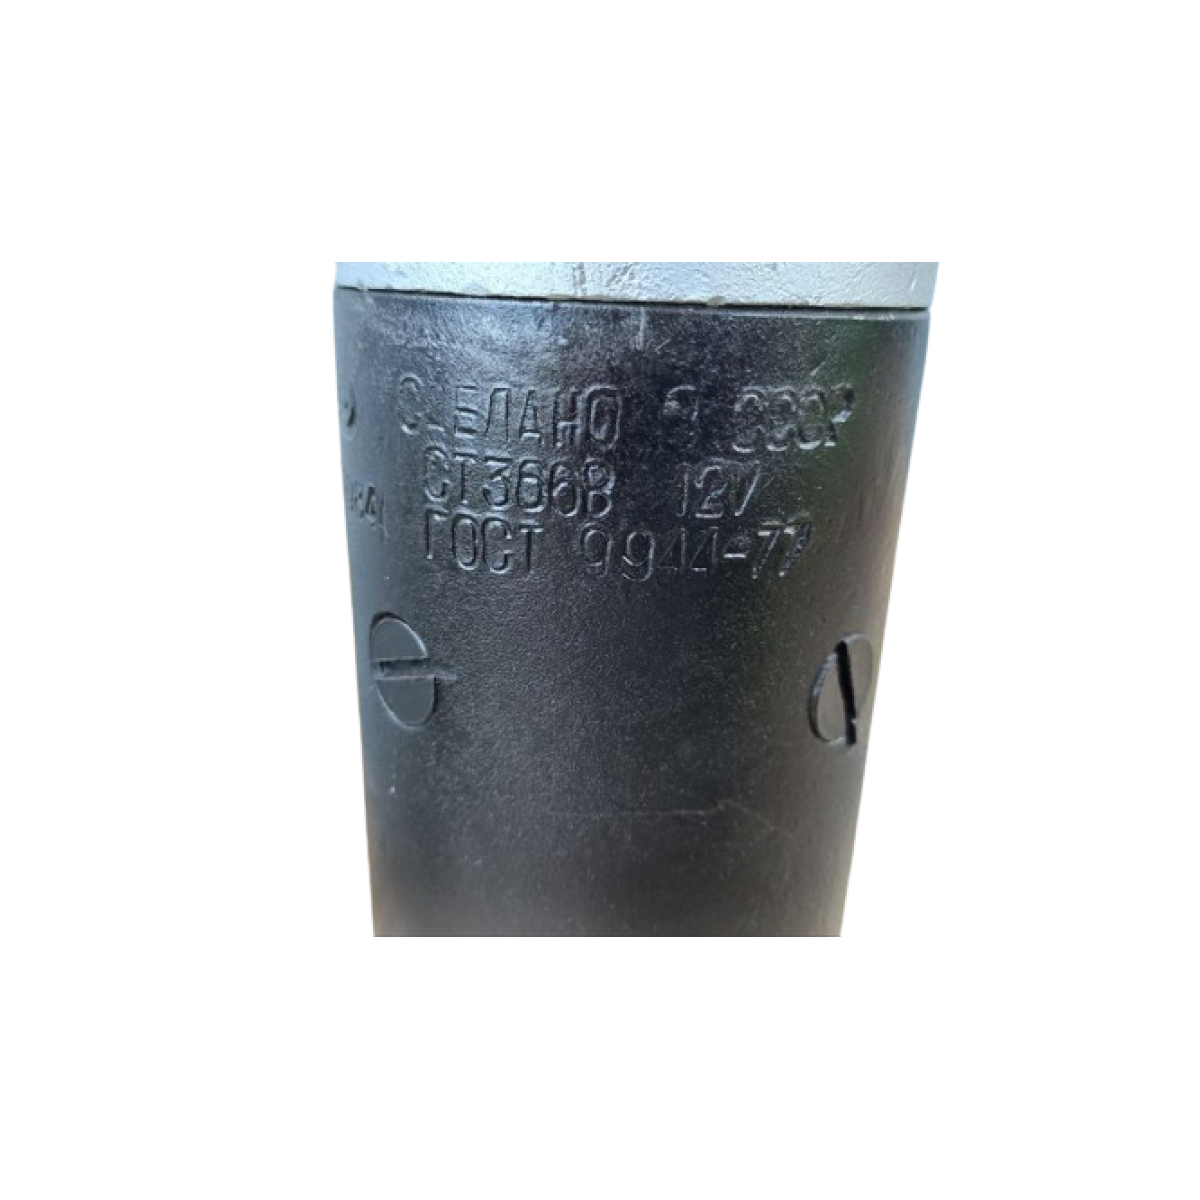 СДЕЛАНО В СССР
СТ366В 12V
ГОСТ 9944-77